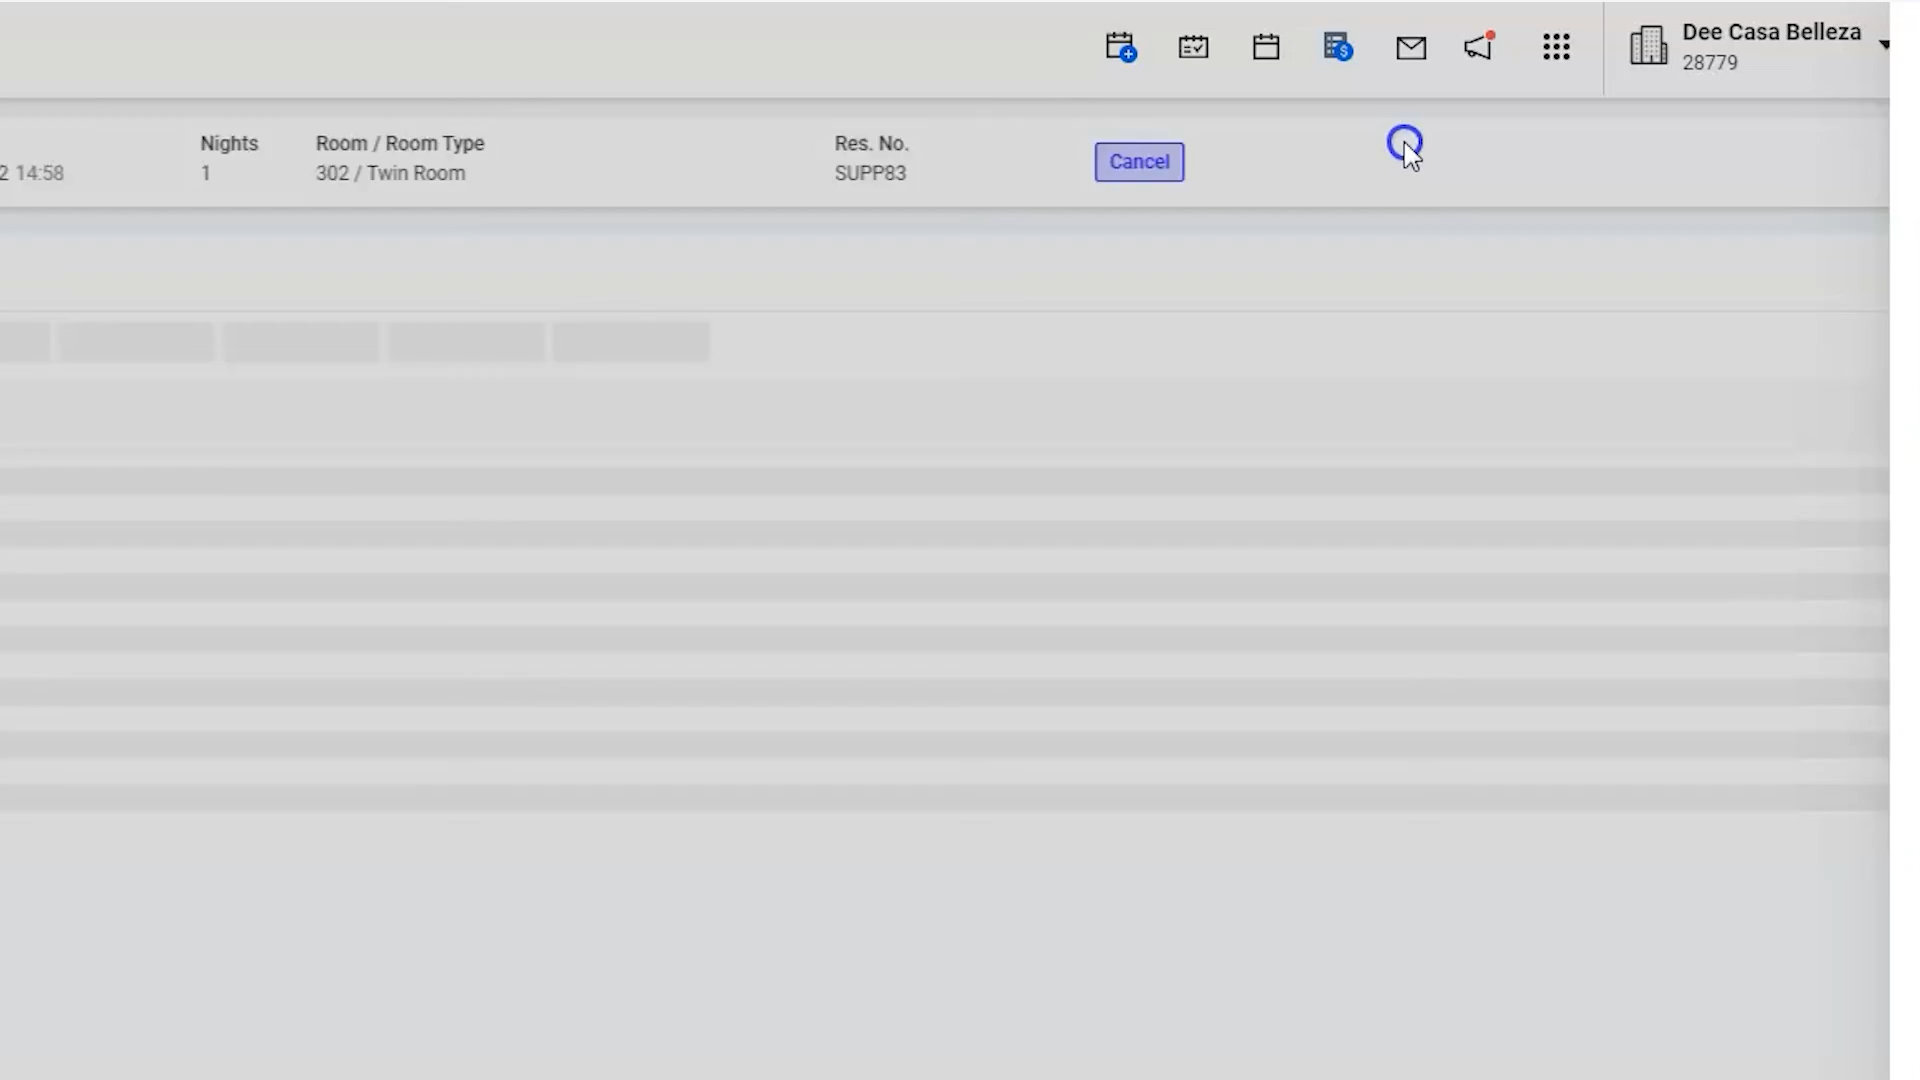 Dee Casa Belleza
28779
Nights
Room / Room Type
Res. No.
Cancel
2 14:58
1
302 / Twin Room
SUPP83